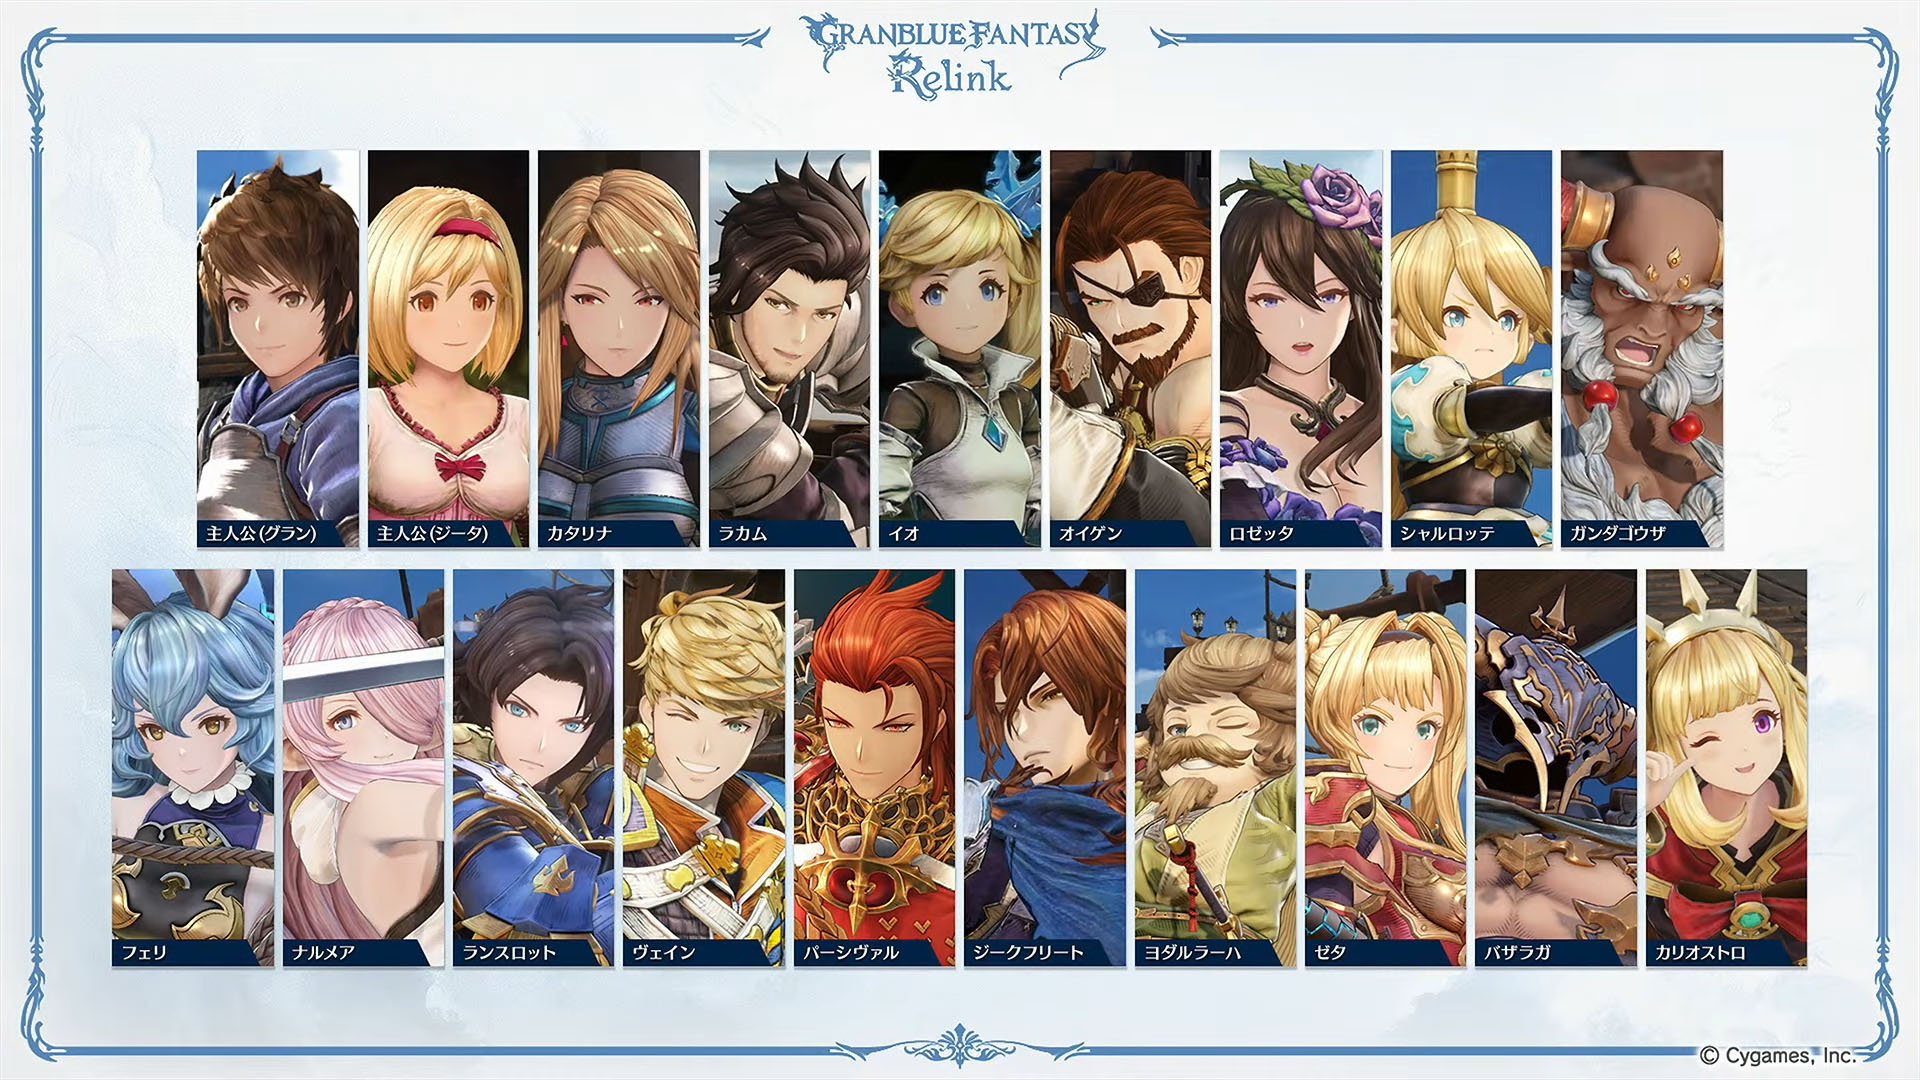 GRANBLUE FANTASY
Relink
主人公(グラン)
主人公(ジータ)
カタリナ
ラカム
イオ
オイゲン
ロゼッタ
シャルロッテ
ガンダゴウザ
フェリ
ナルメア
ランスロット
ヴェイン
パーシヴァル
ジークフリート
ヨダルラーハ
ゼタ
バザラガ
カリオストロ
© Cygames, Inc.